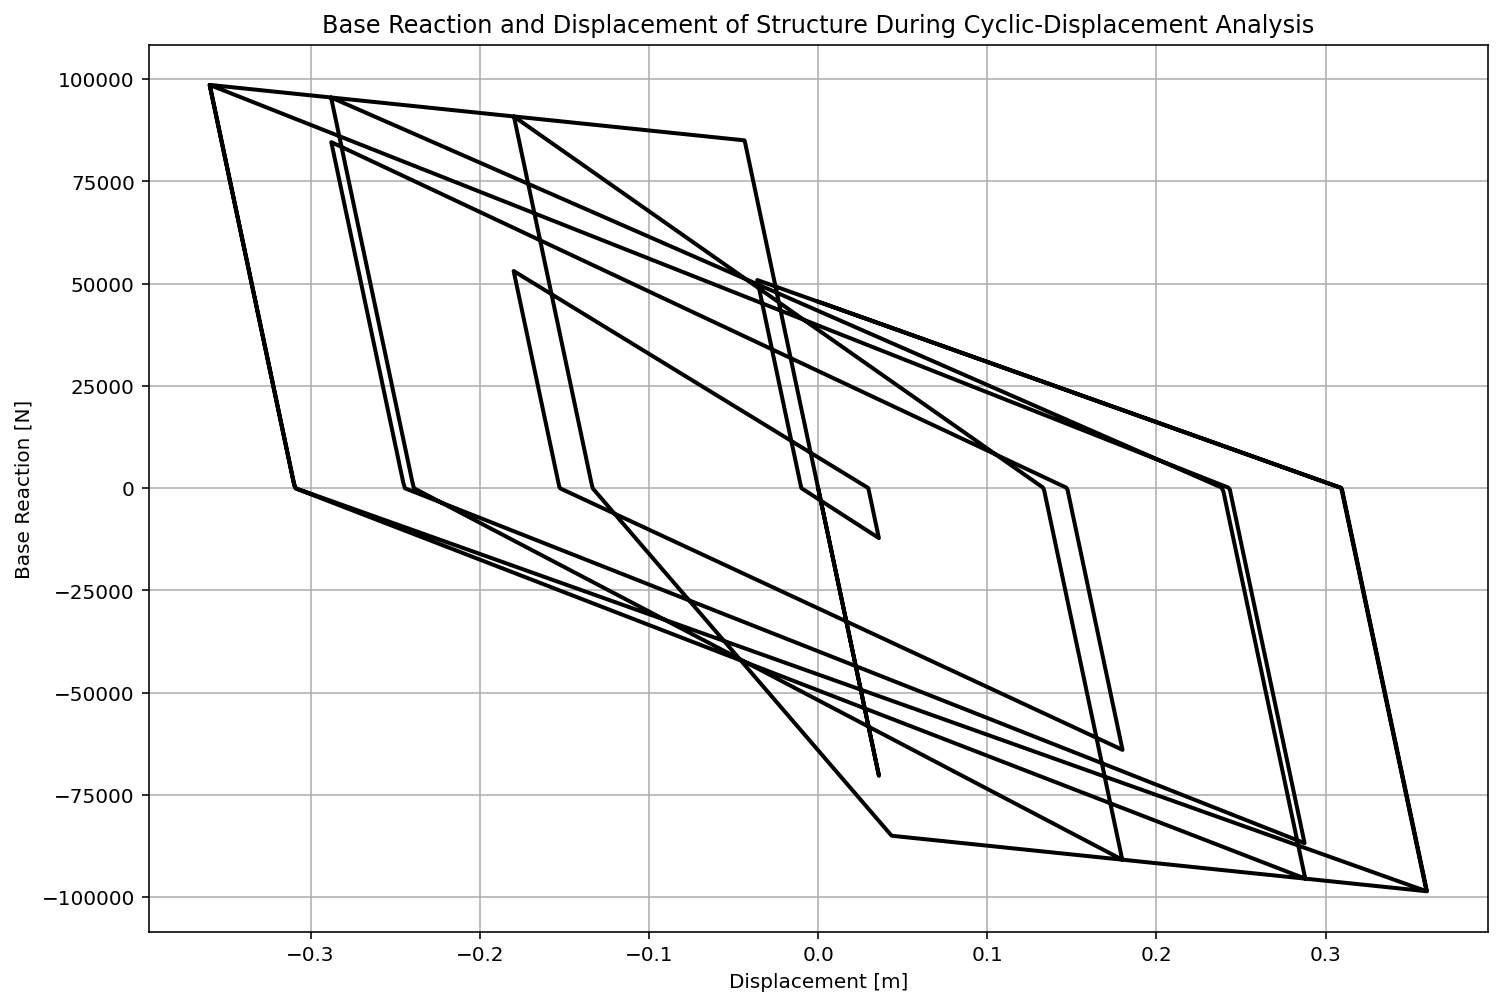 Base Reaction and Displacement of Structure During Cyclic-Displacement Analysis
100000
75000
50000
25000
0
−25000
−50000
−75000
−100000
Base Reaction [N]
−0.3 −0.2 −0.1 0.0 0.1 0.2 0.3
Displacement [m]